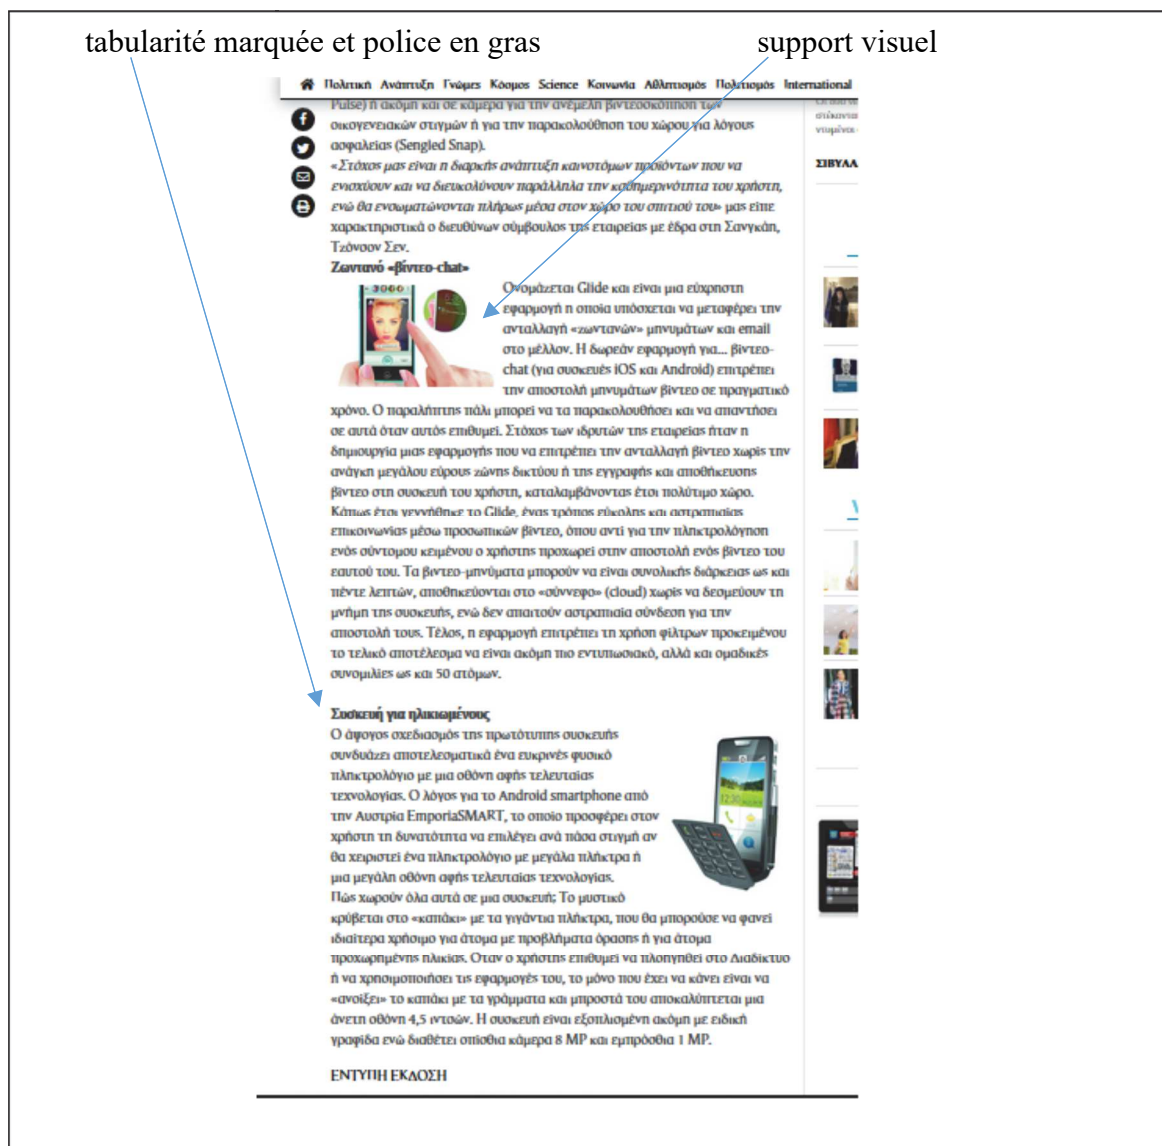 tabularité marquée et police en gras
support visuel
Πολιτική Ανάπτυξη Γνώμες Κόσμος Science Κοινωνία Αθλητισμός Πολιτισμός International
Pulse) ή ακόμη και σε κάμερα για την ανέμελη βιντεοσκόπηση των
οικογενειακών στιγμών ή για την παρακολούθηση του χώρου για λόγους
ασφαλείας (Sengled Snap).
«Στόχος μας είναι η διαρκής ανάπτυξη καινοτόμων προϊόντων που να
ενισχύουν και να διευκολύνουν παράλληλα την καθημερινότητα του χρήστη,
ενώ θα ενσωματώνονται πλήρως μέσα στον χώρο του σπιτιού του» μας είπε
χαρακτηριστικά ο διευθύνων σύμβουλος της εταιρείας με έδρα στη Σανγκάη,
Τζόνσον Σεν.
Ζωντανό «βίντεο-chat»
Ονομάζεται Glide και είναι μια εύχρηστη
εφαρμογή η οποία υπόσχεται να μεταφέρει την
ανταλλαγή «ζωντανών» μηνυμάτων και email
στο μέλλον. Η δωρεάν εφαρμογή για... βίντεο-
chat (για συσκευές iOS και Android) επιτρέπει
την αποστολή μηνυμάτων βίντεο σε πραγματικό
χρόνο. Ο παραλήπτης πάλι μπορεί να τα παρακολουθήσει και να απαντήσει
σε αυτά όταν αυτός επιθυμεί. Στόχος των ιδρυτών της εταιρείας ήταν η
δημιουργία μιας εφαρμογής που να επιτρέπει την ανταλλαγή βίντεο χωρίς την
ανάγκη μεγάλου εύρους ζώνης δικτύου ή της εγγραφής και αποθήκευσης
βίντεο στη συσκευή του χρήστη, καταλαμβάνοντας έτσι πολύτιμο χώρο.
Κάπως έτσι γεννήθηκε το Glide, ένας τρόπος εύκολης και αστραπιαίας
επικοινωνίας μέσω προσωπικών βίντεο, όπου αντί για την πληκτρολόγηση
ενός σύντομου κειμένου ο χρήστης προχωρεί στην αποστολή ενός βίντεο του
εαυτού του. Τα βιντεο-μηνύματα μπορούν να είναι συνολικής διάρκειας ως και
πέντε λεπτών, αποθηκεύονται στο «σύννεφο» (cloud) χωρίς να δεσμεύουν τη
μνήμη της συσκευής, ενώ δεν απαιτούν αστραπιαία σύνδεση για την
αποστολή τους. Τέλος, η εφαρμογή επιτρέπει τη χρήση φίλτρων προκειμένου
το τελικό αποτέλεσμα να είναι ακόμη πιο εντυπωσιακό, αλλά και ομαδικές
συνομιλίες ως και 50 ατόμων.
Συσκευή για ηλικιωμένους
Ο άψογος σχεδιασμός της πρωτότυπης συσκευής
συνδυάζει αποτελεσματικά ένα ευκρινές φυσικό
πληκτρολόγιο με μια οθόνη αφής τελευταίας
τεχνολογίας. Ο λόγος για το Android smartphone από
την Αυστρία EmporiaSMART, το οποίο προσφέρει στον
χρήστη τη δυνατότητα να επιλέγει ανά πάσα στιγμή αν
θα χειριστεί ένα πληκτρολόγιο με μεγάλα πλήκτρα ή
μια μεγάλη οθόνη αφής τελευταίας τεχνολογίας.
Πώς χωρούν όλα αυτά σε μια συσκευή; Το μυστικό
κρύβεται στο «καπάκι» με τα γιγάντια πλήκτρα, που θα μπορούσε να φανεί
ιδιαίτερα χρήσιμο για άτομα με προβλήματα όρασης ή για άτομα
προχωρημένης ηλικίας. Οταν ο χρήστης επιθυμεί να πλοηγηθεί στο Διαδίκτυο
ή να χρησιμοποιήσει τις εφαρμογές του, το μόνο που έχει να κάνει είναι να
«ανοίξει» το καπάκι με τα γράμματα και μπροστά του αποκαλύπτεται μια
άνετη οθόνη 4,5 ιντσών. Η συσκευή είναι εξοπλισμένη ακόμη με ειδική
γραφίδα ενώ διαθέτει οπίσθια κάμερα 8 MP και εμπρόσθια 1 MP.
ΕΝΤΥΠΗ ΕΚΔΟΣΗ
ΣΙΒΥΛΛ